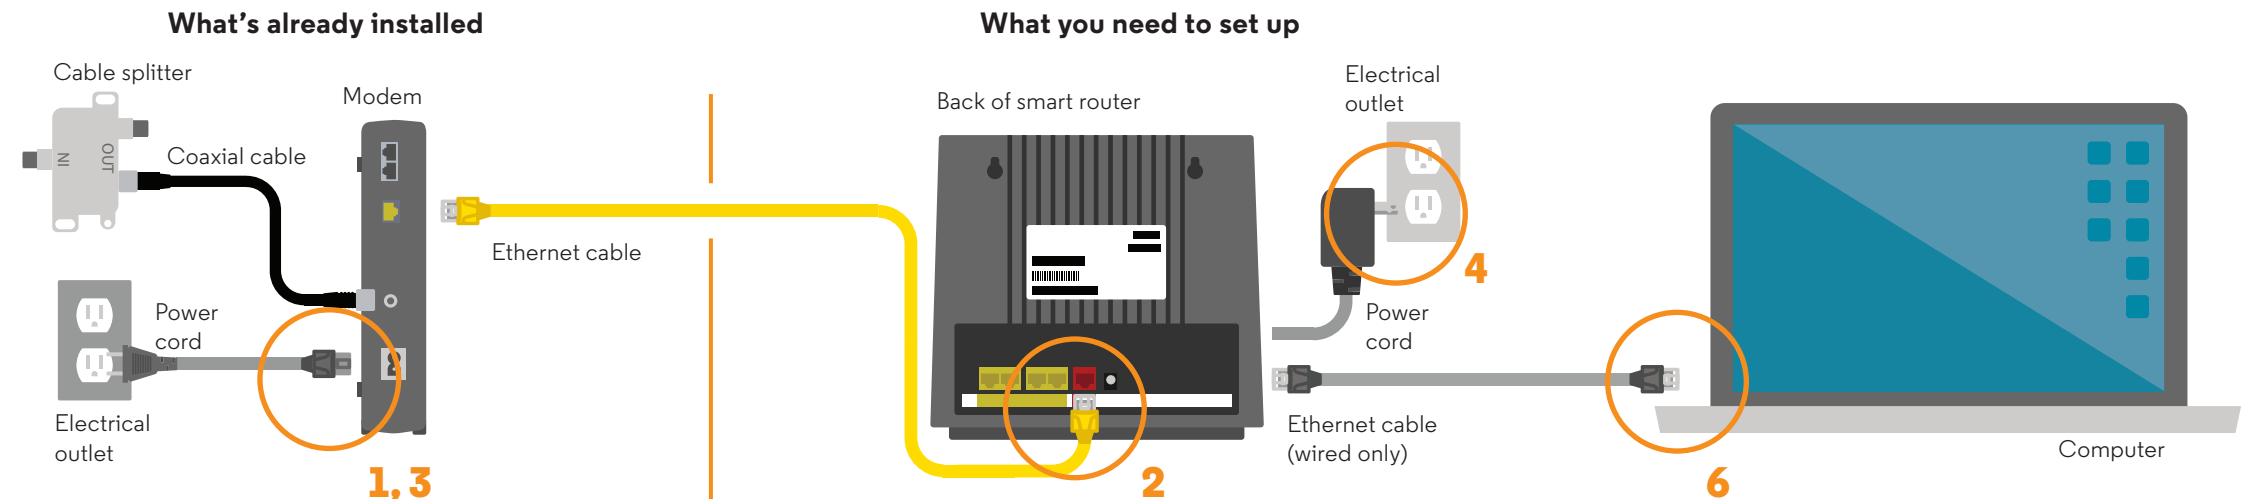 What's already installed
Cable splitter
Modem
IN
OUT
Coaxial cable
Ethernet cable
Power
cord
Electrical
outlet
1, 3
What you need to set up
Back of smart router
Electrical
outlet
4
Power
cord
Ethernet cable
(wired only)
2
6
Computer